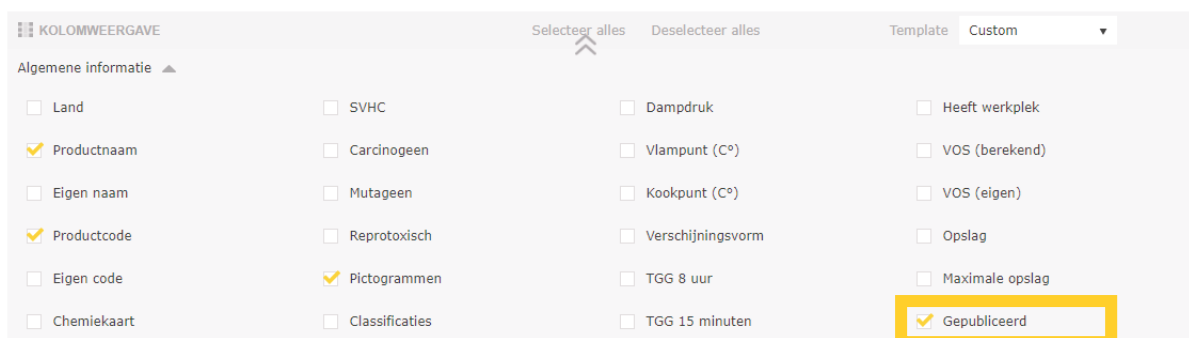 KOLOMWEERGAVE Selecteer alles Deselecteer alles Template Custom
Algemene informatie
Land SVHC Dampdruk Heeft werkplek
Productnaam Carcinogeen Vlampunt (Cº) VOS (berekend)
Eigen naam Mutageen Kookpunt (Cº) VOS (eigen)
Productcode Reprotoxisch Verschijningsvorm Opslag
Eigen code Pictogrammen TGG 8 uur Maximale opslag
Chemiekaart Classificaties TGG 15 minuten Gepubliceerd